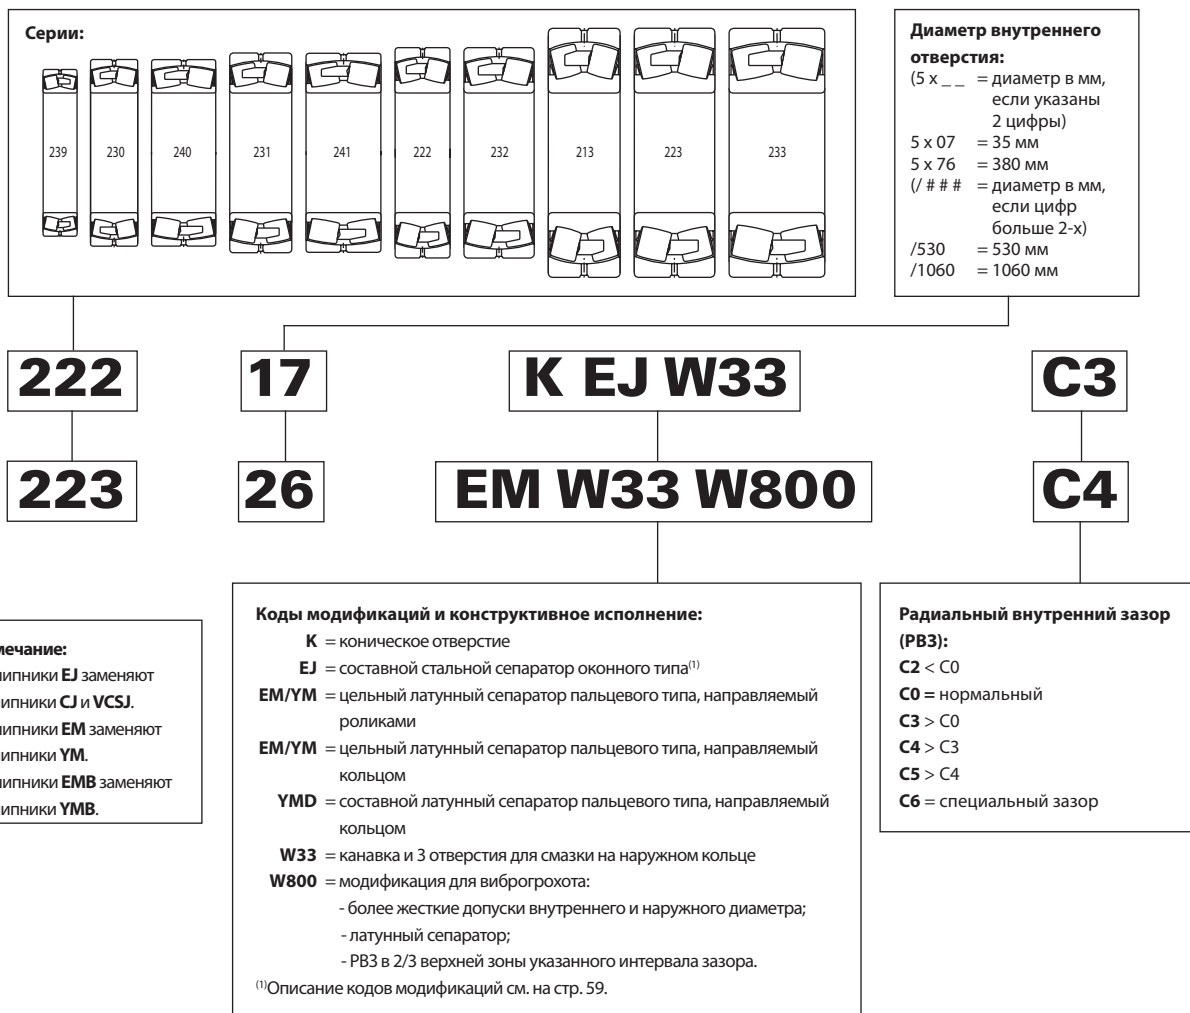 Серии:
239 230 240 231 241 222 232 213 223 233
Диаметр внутреннего
отверстия:
(5 x _ _ = диаметр в мм,
если указаны
2 цифры)
5 x 07 = 35 мм
5 x 76 = 380 мм
(/ # # # = диаметр в мм,
если цифр
больше 2-х)
/530 = 530 мм
/1060 = 1060 мм
222 17 K EJ W33 C3
223 26 EM W33 W800 C4
EJ заменяют
CJ и VCSJ.
EM заменяют
YM.
EMB заменяют
YMB.
Коды модификаций и конструктивное исполнение:
K = коническое отверстие
EJ = составной стальной сепаратор оконного типа(1)
EM/YM = цельный латунный сепаратор пальцевого типа, направляемый
роликами
EM/YM = цельный латунный сепаратор пальцевого типа, направляемый
кольцом
YMD = составной латунный сепаратор пальцевого типа, направляемый
кольцом
W33 = канавка и 3 отверстия для смазки на наружном кольце
W800 = модификация для виброгрохота:
- более жесткие допуски внутреннего и наружного диаметра;
- латунный сепаратор;
- РВЗ в 2/3 верхней зоны указанного интервала зазора.
(1)Описание кодов модификаций см. на стр. 59.
Радиальный внутренний зазор
(РВЗ):
C2 < C0
C0 = нормальный
C3 > C0
C4 > C3
C5 > C4
C6 = специальный зазор